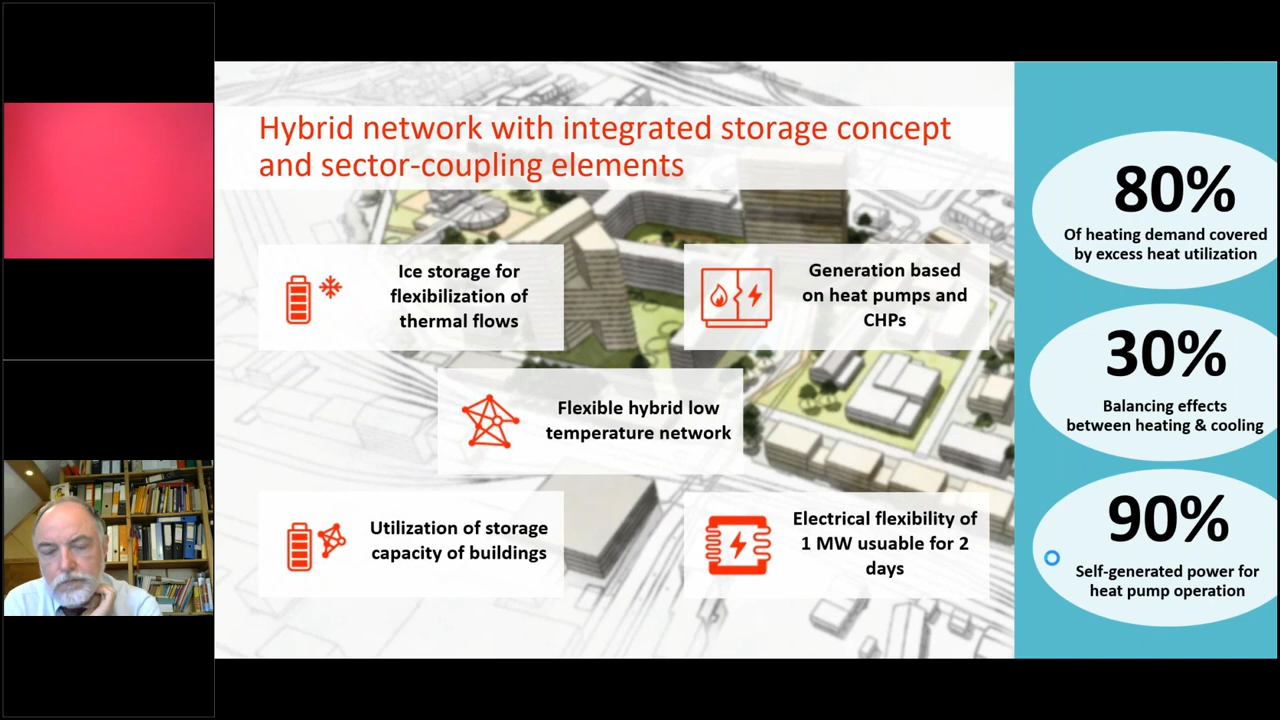 Hybrid network with integrated storage concept
and sector-coupling elements
Ice storage for
flexibilization of
thermal flows
Generation based
on heat pumps and
CHPs
Flexible hybrid low
temperature network
Utilization of storage
capacity of buildings
Electrical flexibility of
1 MW usuable for 2
days
80%
Of heating demand covered
by excess heat utilization
30%
Balancing effects
between heating & cooling
90%
Self-generated power for
heat pump operation